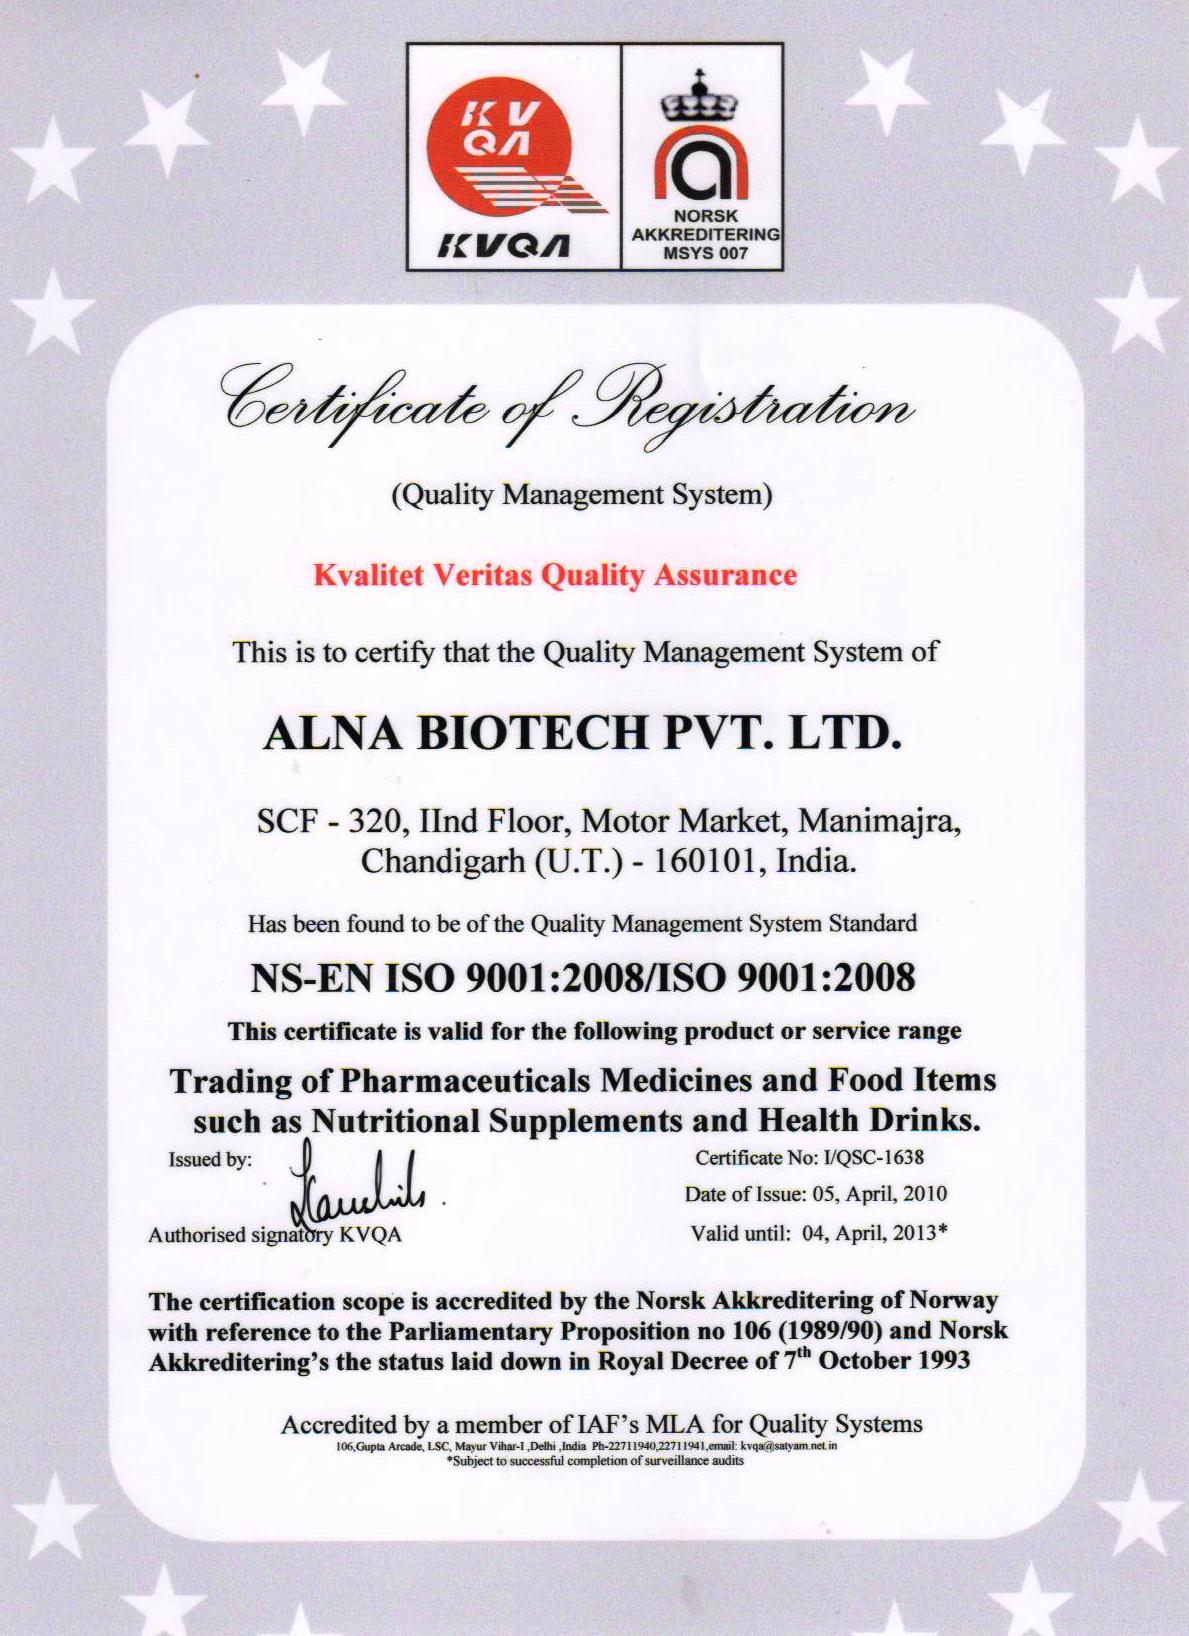 KV
QA
KVQA
NORSK
AKKREDITERING
MSYS 007
Certificate of Registration
(Quality Management System)
Kvalitet Veritas Quality Assurance
This is to certify that the Quality Management System of
ALNA BIOTECH PVT. LTD.
SCF - 320, IInd Floor, Motor Market, Manimajra,
Chandigarh (U.T.) - 160101, India.
Has been found to be of the Quality Management System Standard
NS-EN ISO 9001:2008/ISO 9001:2008
This certificate is valid for the following product or service range
Trading of Pharmaceuticals Medicines and Food Items
such as Nutritional Supplements and Health Drinks.
Issued by:
Certificate No: I/QSC-1638
Date of Issue: 05, April, 2010
Authorised signatory KVQA
Valid until: 04, April, 2013*
The certification scope is accredited by the Norsk Akkreditering of Norway
with reference to the Parliamentary Proposition no 106 (1989/90) and Norsk
Akkreditering's the status laid down in Royal Decree of 7th October 1993
Accredited by a member of IAF's MLA for Quality Systems
106,Gupta Arcade, LSC, Mayur Vihar-I ,Delhi ,India Ph-22711940,22711941,email: kvqa@satyam.net.in
*Subject to successful completion of surveillance audits